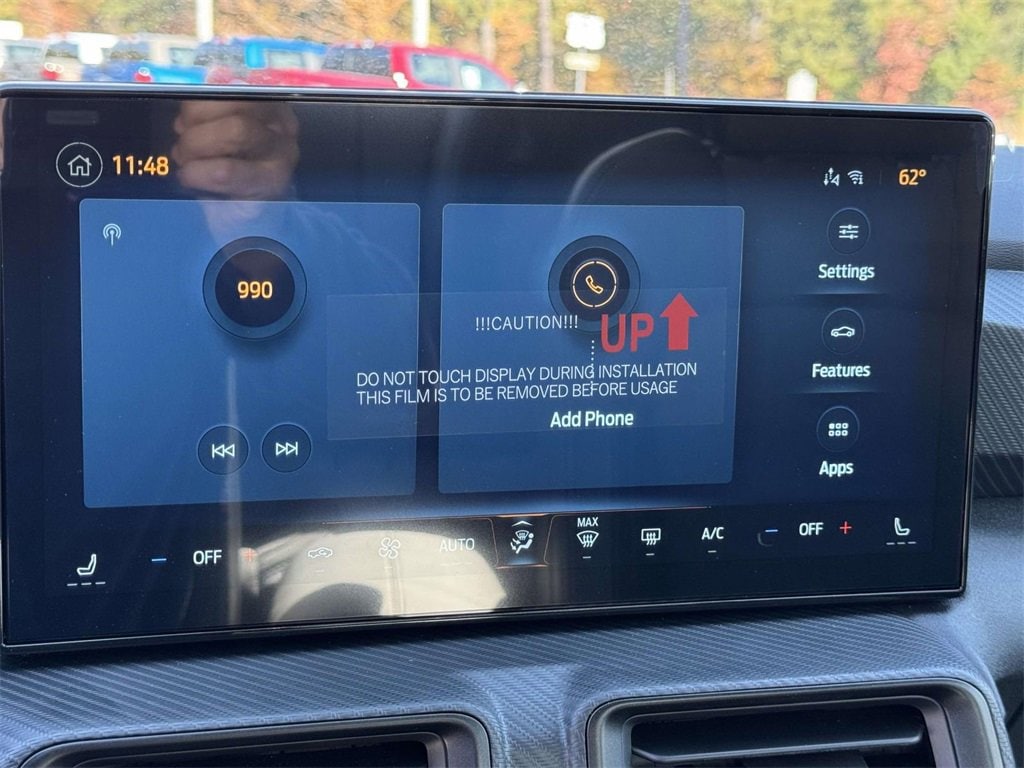 11:48
62°
990
Settings
!!!CAUTION!!!
UP
Features
DO NOT TOUCH DISPLAY DURING INSTALLATION
THIS FILM IS TO BE REMOVED BEFORE USAGE
Add Phone
Apps
OFF
AUTO
MAX
A/C
OFF